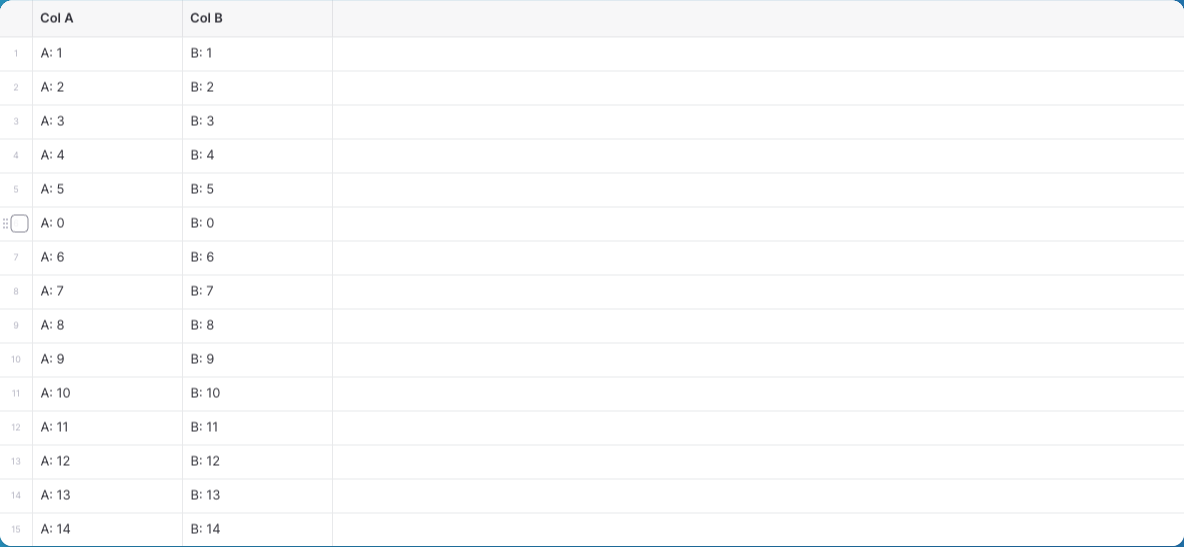 Col A Col B
1 A: 1 B: 1
2 A: 2 B: 2
3 A: 3 B: 3
4 A: 4 B: 4
5 A: 5 B: 5
A: 0 B: 0
7 A: 6 B: 6
8 A: 7 B: 7
9 A: 8 B: 8
10 A: 9 B: 9
11 A: 10 B: 10
12 A: 11 B: 11
13 A: 12 B: 12
14 A: 13 B: 13
15 A: 14 B: 14